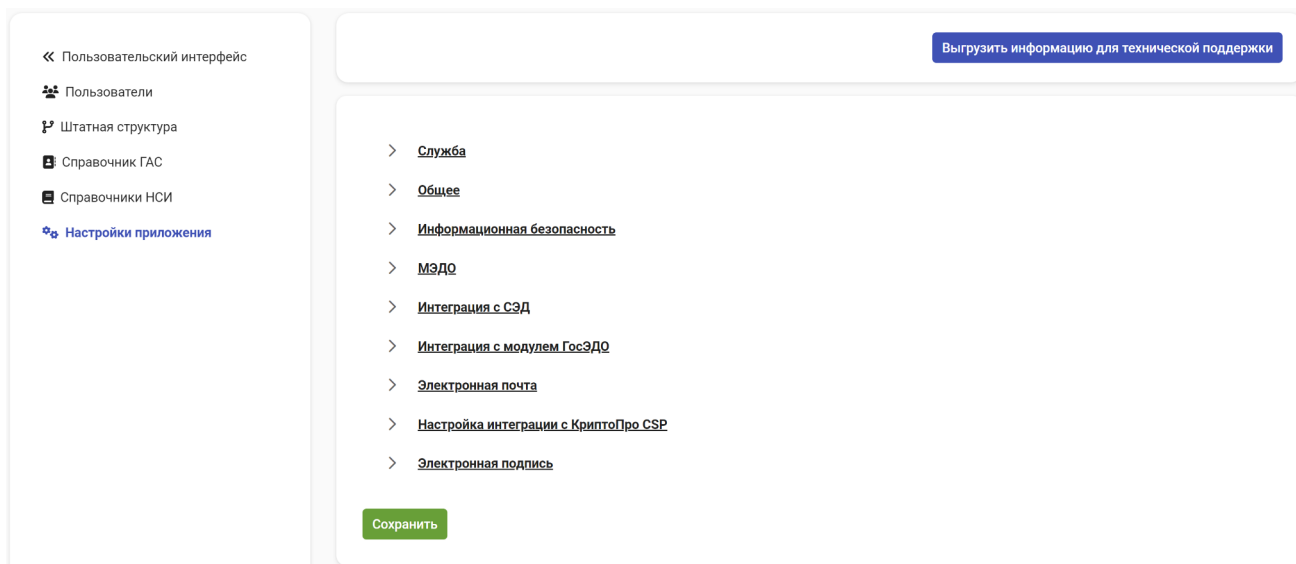 Пользовательский интерфейс
Пользователи
Штатная структура
Справочник ГАС
Справочники НСИ
Настройки приложения
Выгрузить информацию для технической поддержки
Служба
Общее
Информационная безопасность
МЭДО
Интеграция с СЭД
Интеграция с модулем ГосЭДО
Электронная почта
Настройка интеграции с КриптоПро CSP
Электронная подпись
Сохранить